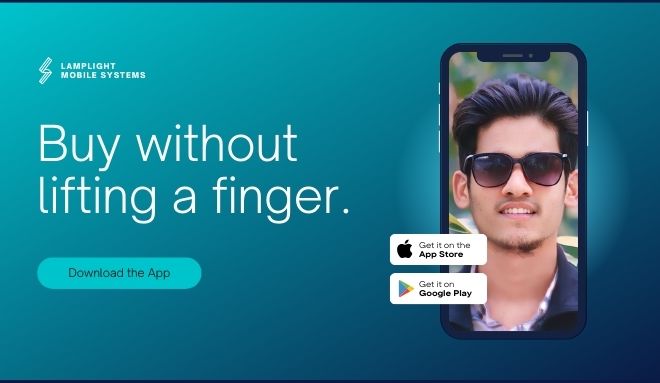 LAMPLIGHT
MOBILE SYSTEMS
Buy without
lifting a finger.
Download the App
Get it on the
App Store
Get it on
Google Play